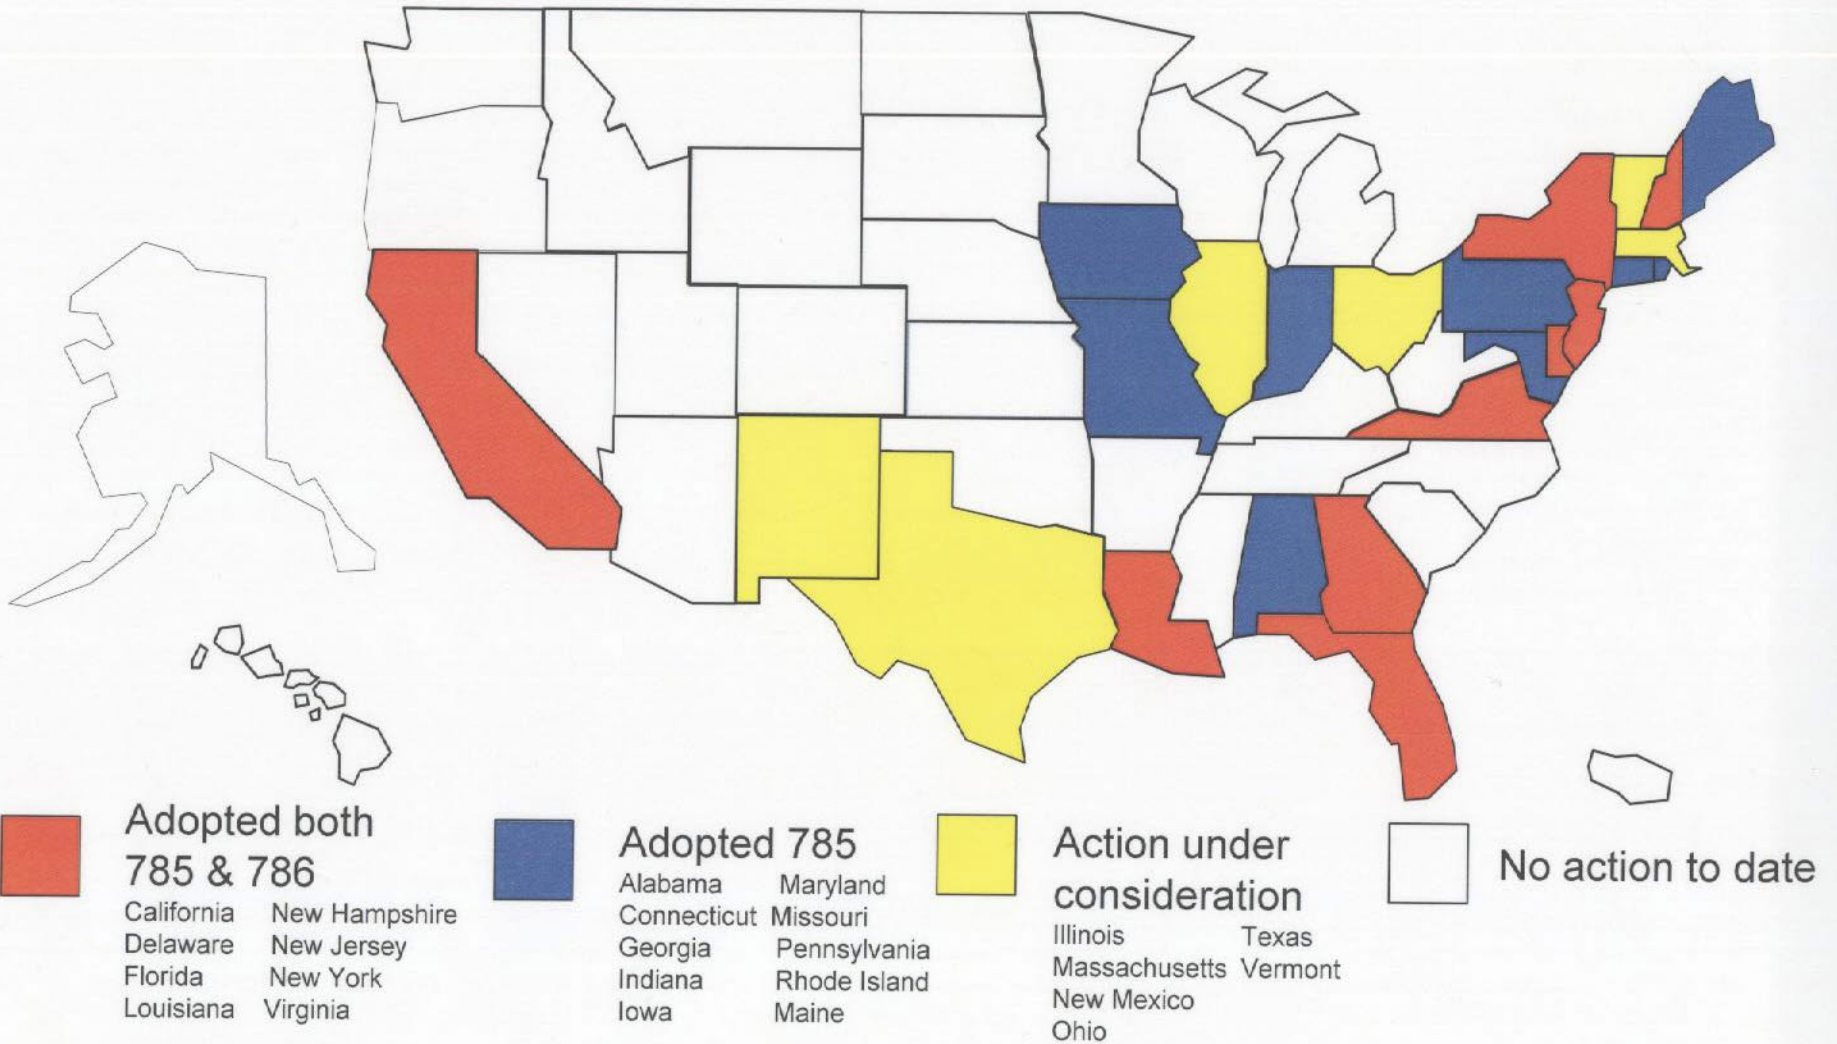 Adopted both
785 & 786
California New Hampshire
Delaware New Jersey
Florida New York
Louisiana Virginia
Adopted 785
Alabama Maryland
Connecticut Missouri
Georgia Pennsylvania
Indiana Rhode Island
Iowa Maine
Action under
consideration
Illinois Texas
Massachusetts Vermont
New Mexico
Ohio
No action to date